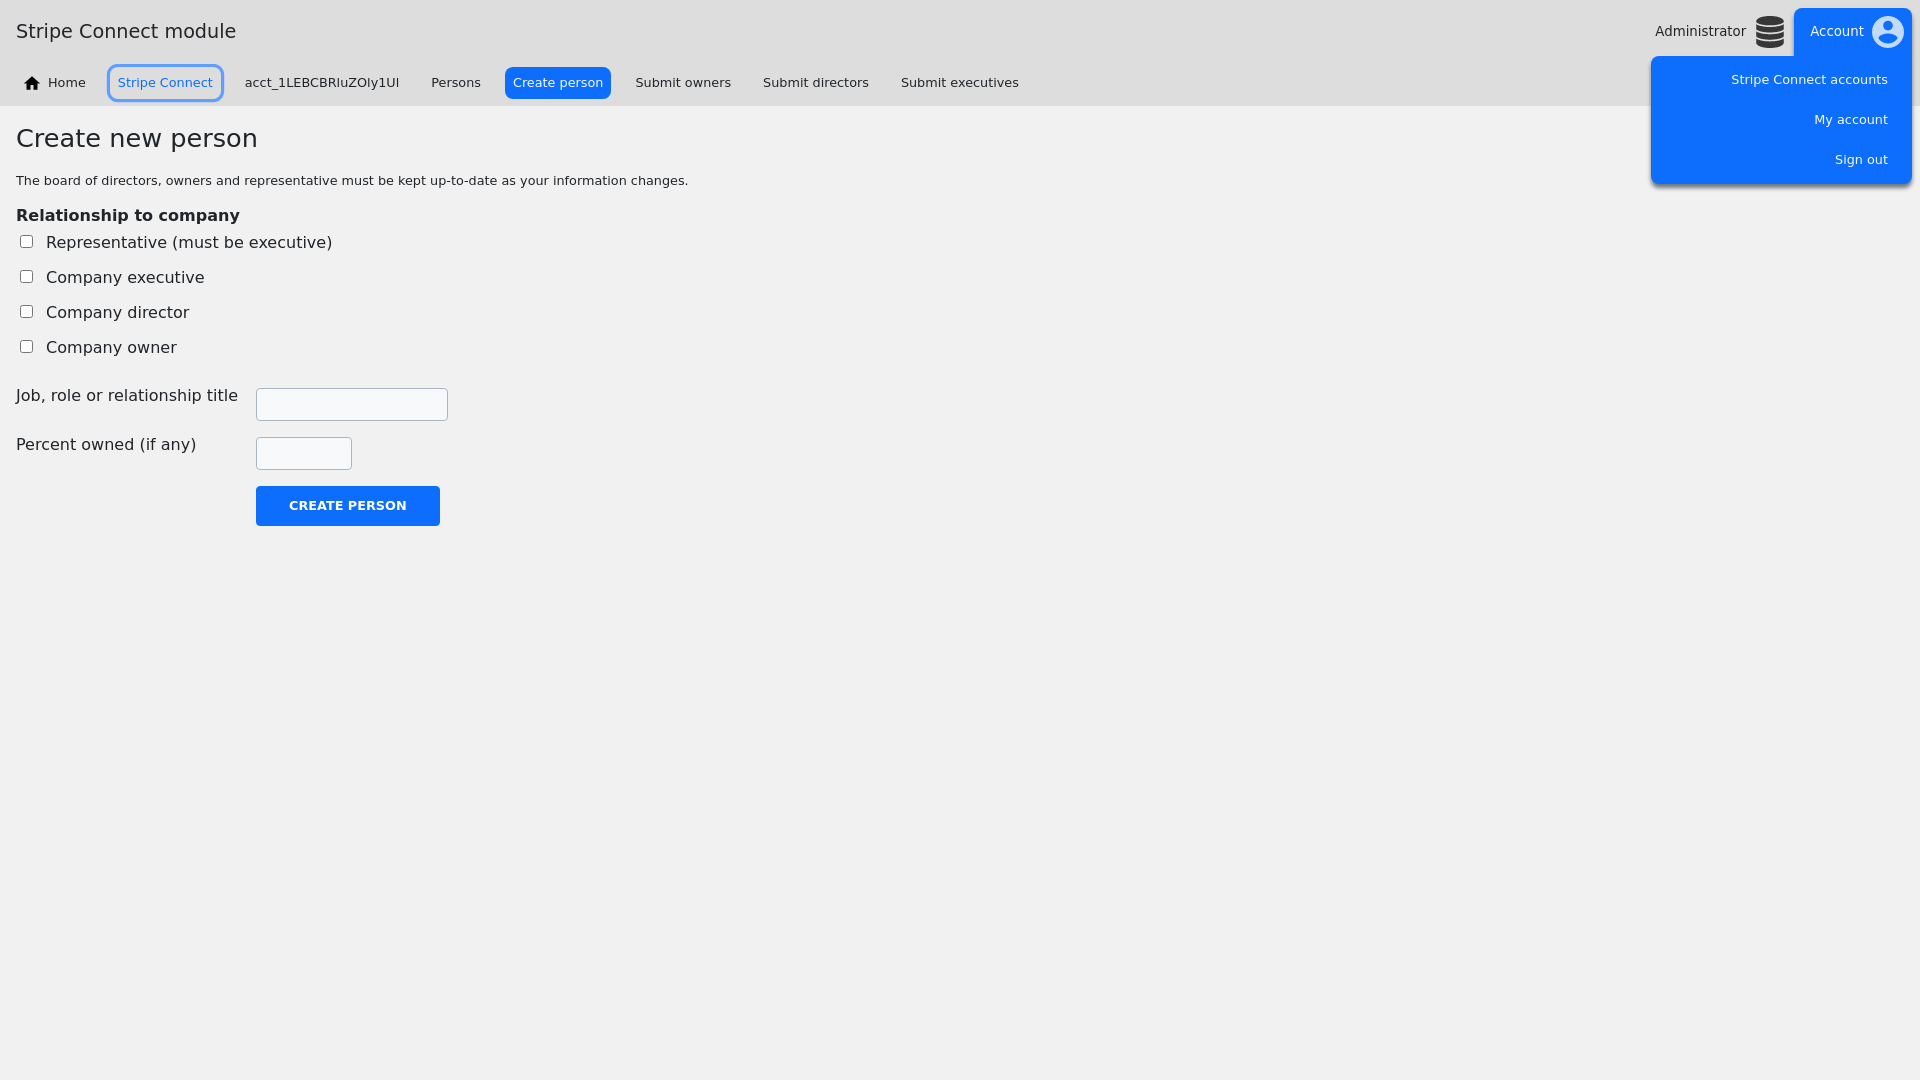 Stripe Connect module
Administrator
Account
Home
Stripe Connect
acct_1LEBCBRluZOly1Ul
Persons
Create person
Submit owners
Submit directors
Submit executives
Stripe Connect accounts
My account
Sign out
Create new person
The board of directors, owners and representative must be kept up-to-date as your information changes.
Relationship to company
Representative (must be executive)
Company executive
Company director
Company owner
Job, role or relationship title
Percent owned (if any)
CREATE PERSON